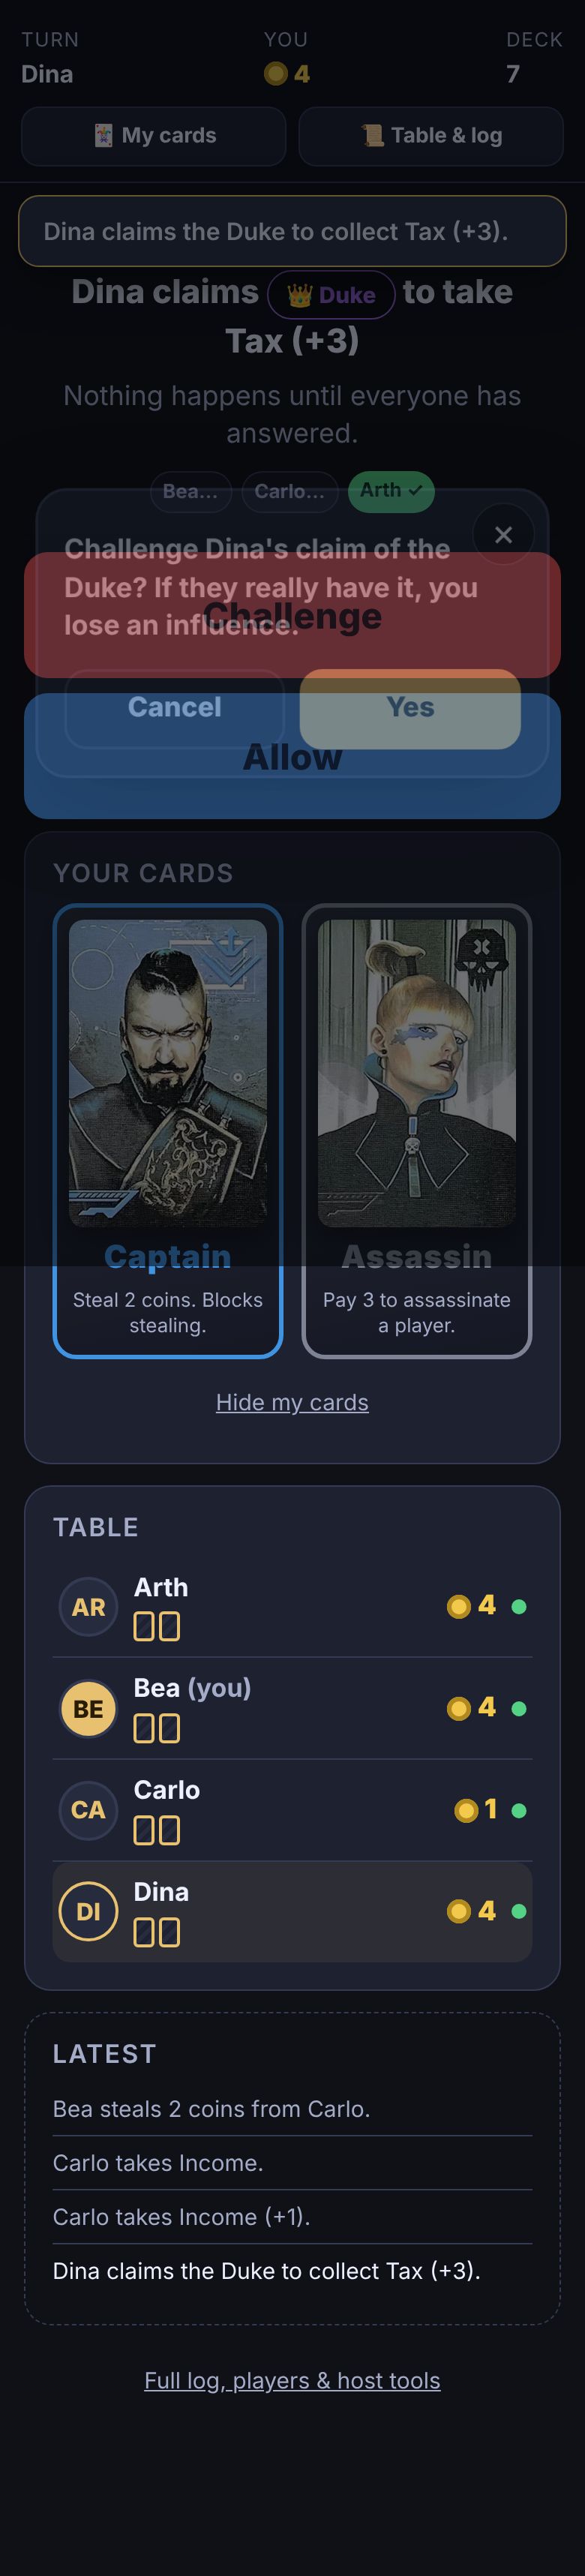 TURN
YOU
DECK
Dina
4
7
🃏 My cards
📜 Table & log
Dina claims the Duke to collect Tax (+3).
Dina claims 👑 Duke to take
Tax (+3)
Nothing happens until everyone has
answered.
Bea…
Carlo…
Arth ✓
×
Challenge Dina's claim of the
Duke? If they really have it, you
lose an influence.
Challenge
Cancel
Yes
Allow
YOUR CARDS
Captain
Steal 2 coins. Blocks
stealing.
Assassin
Pay 3 to assassinate
a player.
Hide my cards
TABLE
AR
Arth
4
BE
Bea (you)
4
CA
Carlo
1
DI
Dina
4
LATEST
Bea steals 2 coins from Carlo.
Carlo takes Income.
Carlo takes Income (+1).
Dina claims the Duke to collect Tax (+3).
Full log, players & host tools